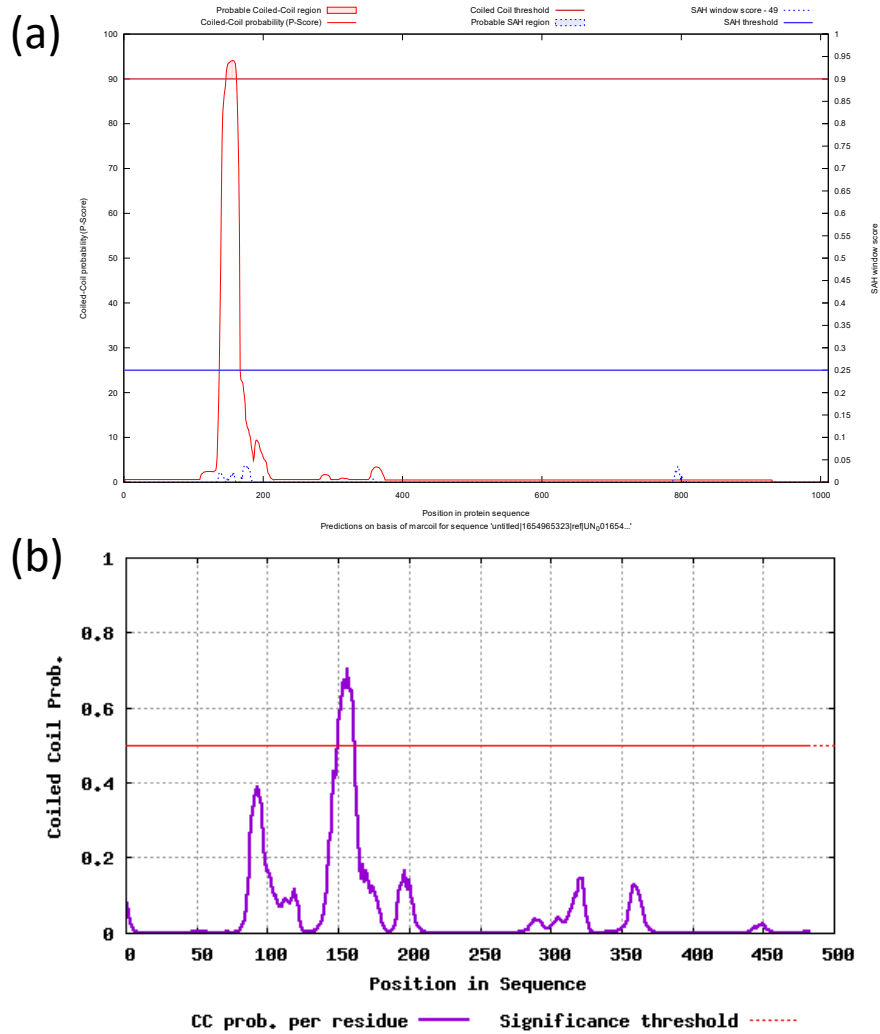 (a)
Probable Coiled-Coil region
Coiled Coil threshold
SAH window score - 49
Coiled-Coil probability (P-Score)
Probable SAH region
SAH threshold
100
90
80
70
60
50
40
30
20
10
0
Coiled-Coil probability(P-Score)
1
0.95
0.9
0.85
0.8
0.75
0.7
0.65
0.6
0.55
0.5
0.45
0.4
0.35
0.3
0.25
0.2
0.15
0.1
0.05
0
SAH window score
0 200 400 600 800 1000
Position in protein sequence
Predictions on basis of marcoil for sequence 'untitled|1654965323|ref|UN₀01654...'
(b)
1
0.8
0.6
0.4
0.2
0
Coiled Coil Prob.
0 50 100 150 200 250 300 350 400 450 500
Position in Sequence
CC prob. per residue Significance threshold